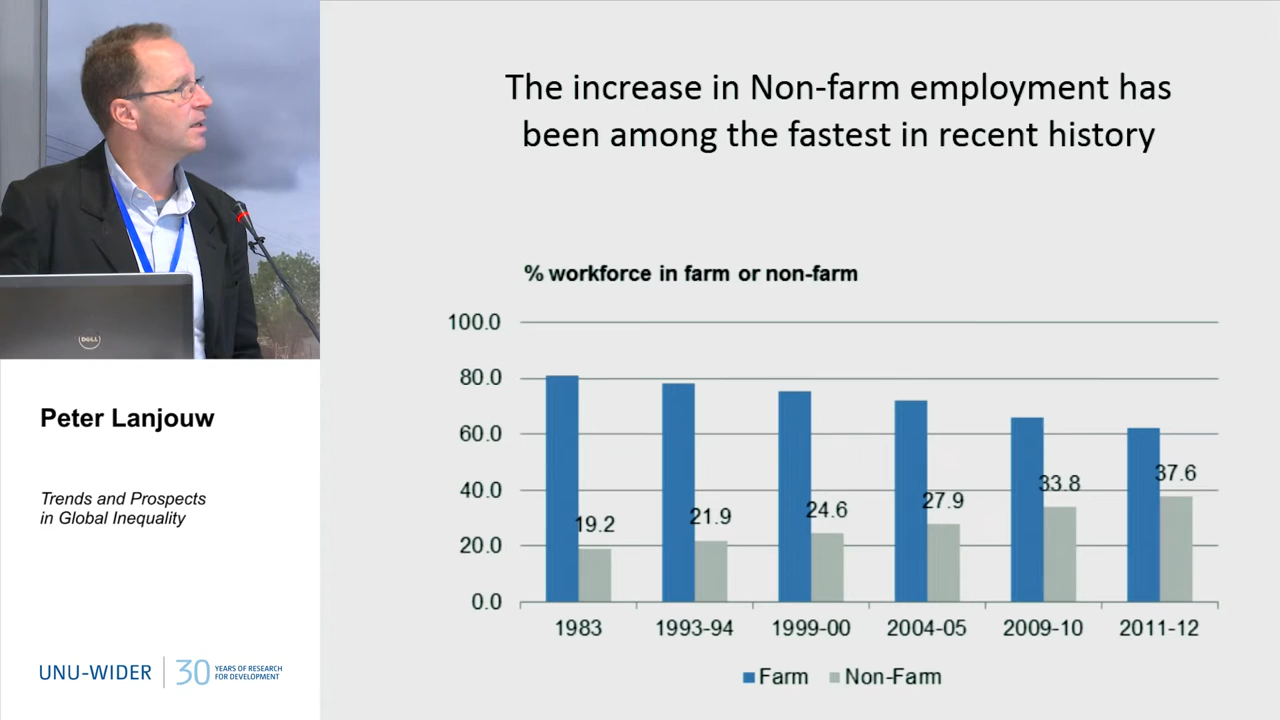 The increase in Non-farm employment has
been among the fastest in recent history
% workforce in farm or non-farm
100.0
80.0
60.0
40.0
20.0
0.0
19.2
21.9
24.6
27.9
33.8
37.6
1983
1993-94
1999-00
2004-05
2009-10
2011-12
Farm
Non-Farm
DELL
Peter Lanjouw
Trends and Prospects
in Global Inequality
UNU-WIDER
30
YEARS OF RESEARCH
FOR DEVELOPMENT